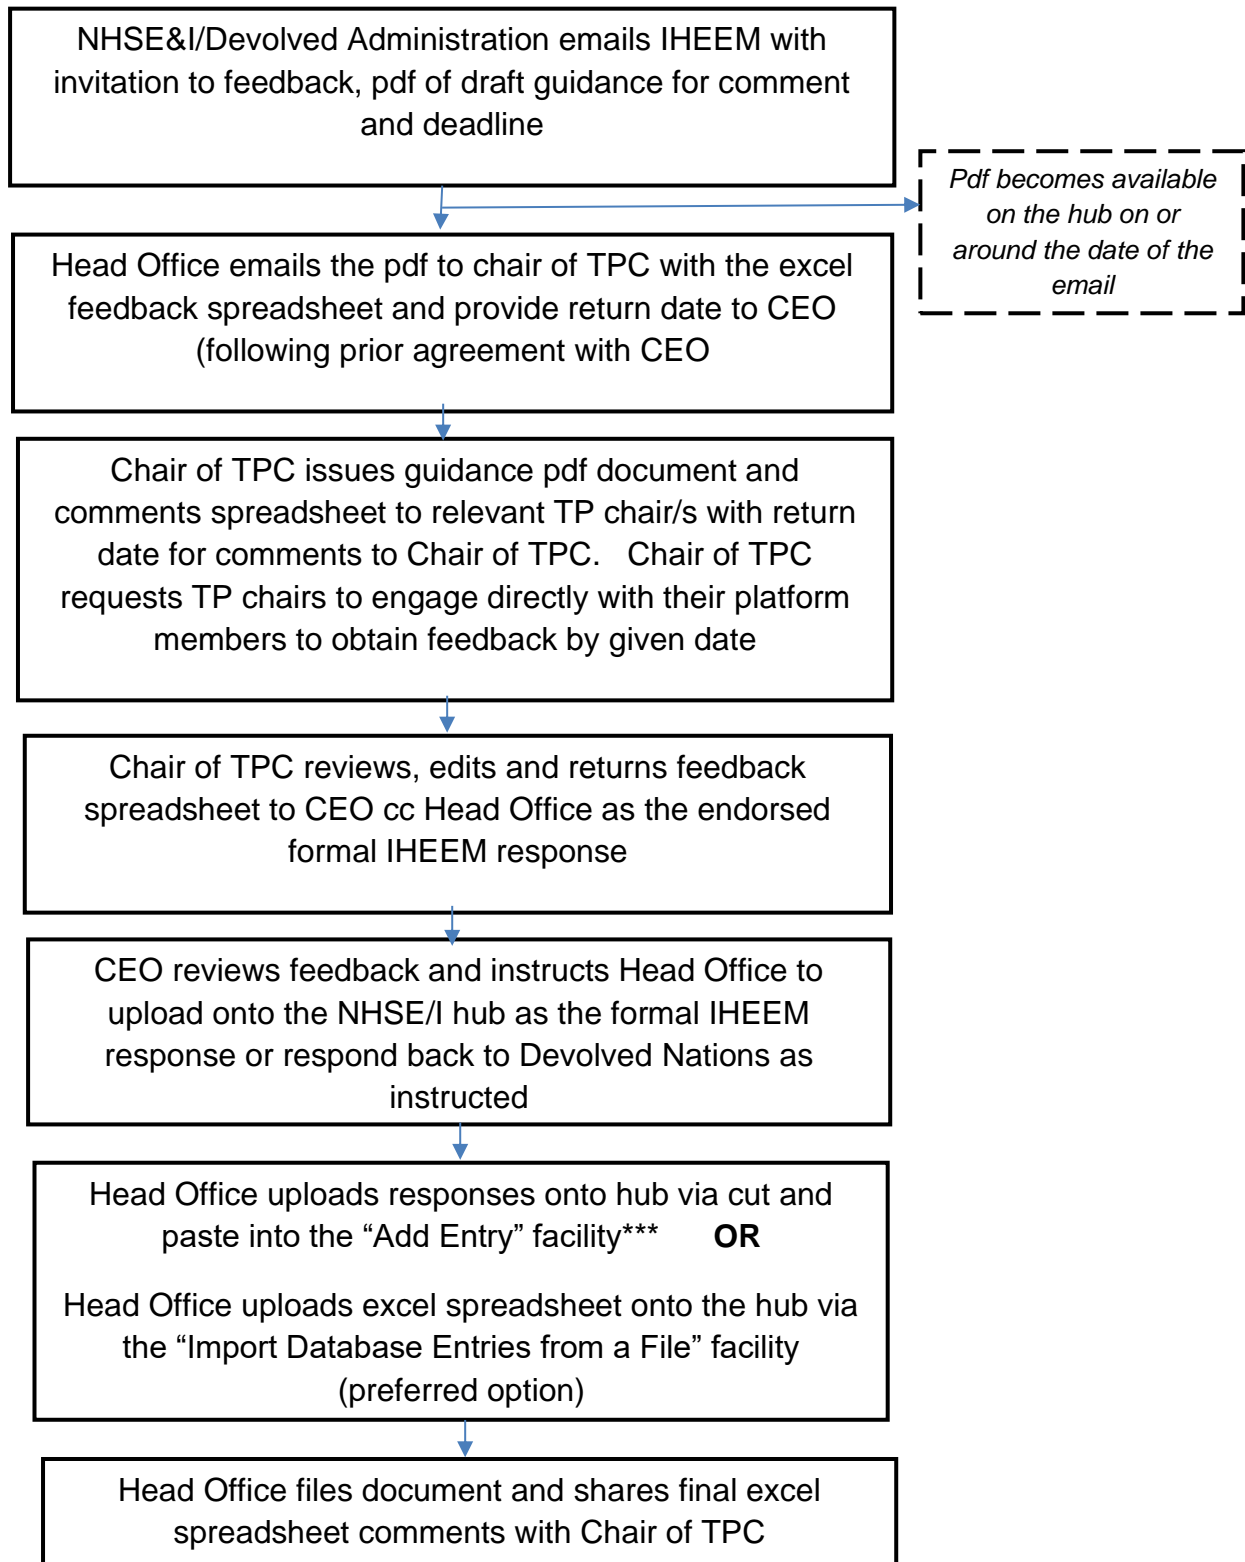 NHSE&I/Devolved Administration emails IHEEM with
invitation to feedback, pdf of draft guidance for comment
and deadline
Pdf becomes available
on the hub on or
around the date of the
email
Head Office emails the pdf to chair of TPC with the excel
feedback spreadsheet and provide return date to CEO
(following prior agreement with CEO
Chair of TPC issues guidance pdf document and
comments spreadsheet to relevant TP chair/s with return
date for comments to Chair of TPC.   Chair of TPC
requests TP chairs to engage directly with their platform
members to obtain feedback by given date
Chair of TPC reviews, edits and returns feedback
spreadsheet to CEO cc Head Office as the endorsed
formal IHEEM response
CEO reviews feedback and instructs Head Office to
upload onto the NHSE/I hub as the formal IHEEM
response or respond back to Devolved Nations as
instructed
Head Office uploads responses onto hub via cut and
paste into the “Add Entry” facility***      OR
Head Office uploads excel spreadsheet onto the hub via
the “Import Database Entries from a File” facility
(preferred option)
Head Office files document and shares final excel
spreadsheet comments with Chair of TPC